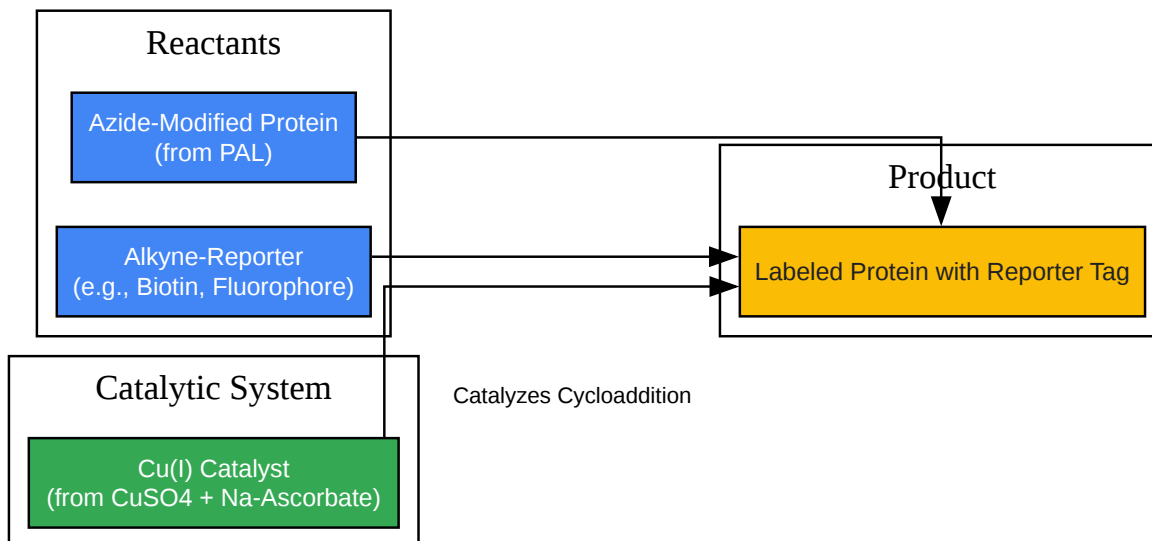 Reactants
Azide-Modified Protein
(from PAL)
Alkyne-Reporter
(e.g., Biotin, Fluorophore)
Product
Labeled Protein with Reporter Tag
Catalytic System
Catalyzes Cycloaddition
Cu(I) Catalyst
(from CuSO4 + Na-Ascorbate)